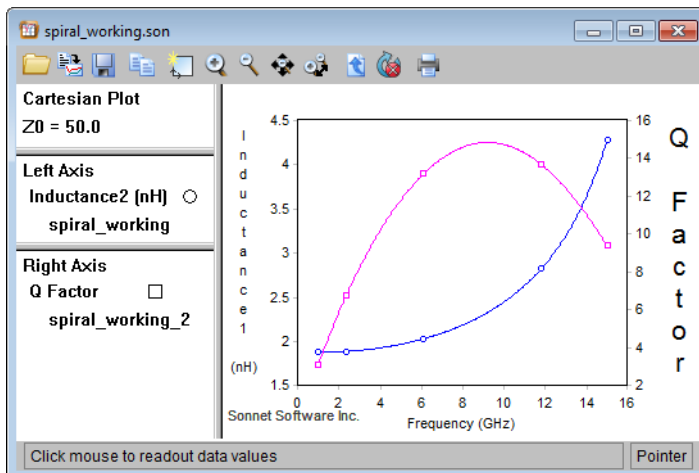 spiral_working.son
Cartesian Plot
Z0 = 50.0
Left Axis
Inductance2 (nH)
spiral_working
Right Axis
Q Factor
spiral_working_2
Inductance1
(nH)
4.5
4
3.5
3
2.5
2
1.5
16
14
12
10
8
6
4
2
Q Factor
0 2 4 6 8 10 12 14 16
Sonnet Software Inc.
Frequency (GHz)
Click mouse to readout data values
Pointer